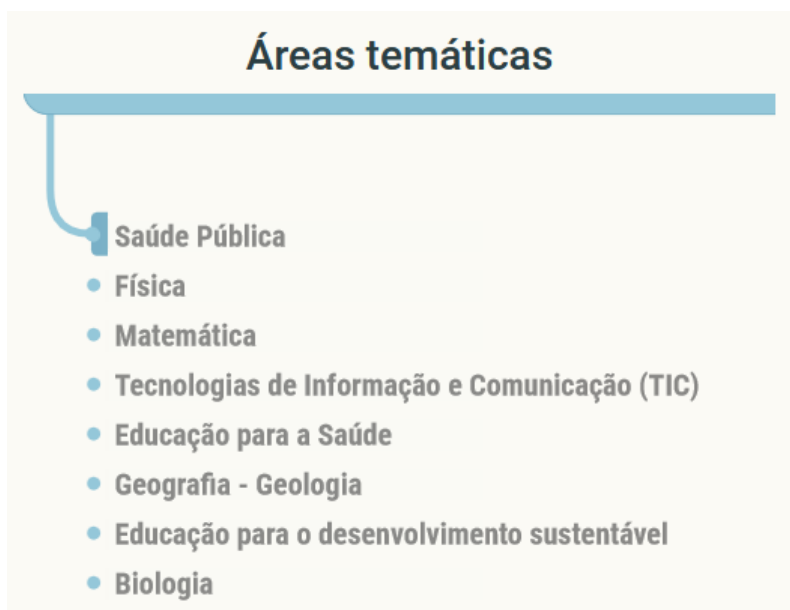 Áreas temáticas
Saúde Pública
Física
Matemática
Tecnologias de Informação e Comunicação (TIC)
Educação para a Saúde
Geografia - Geologia
Educação para o desenvolvimento sustentável
Biologia